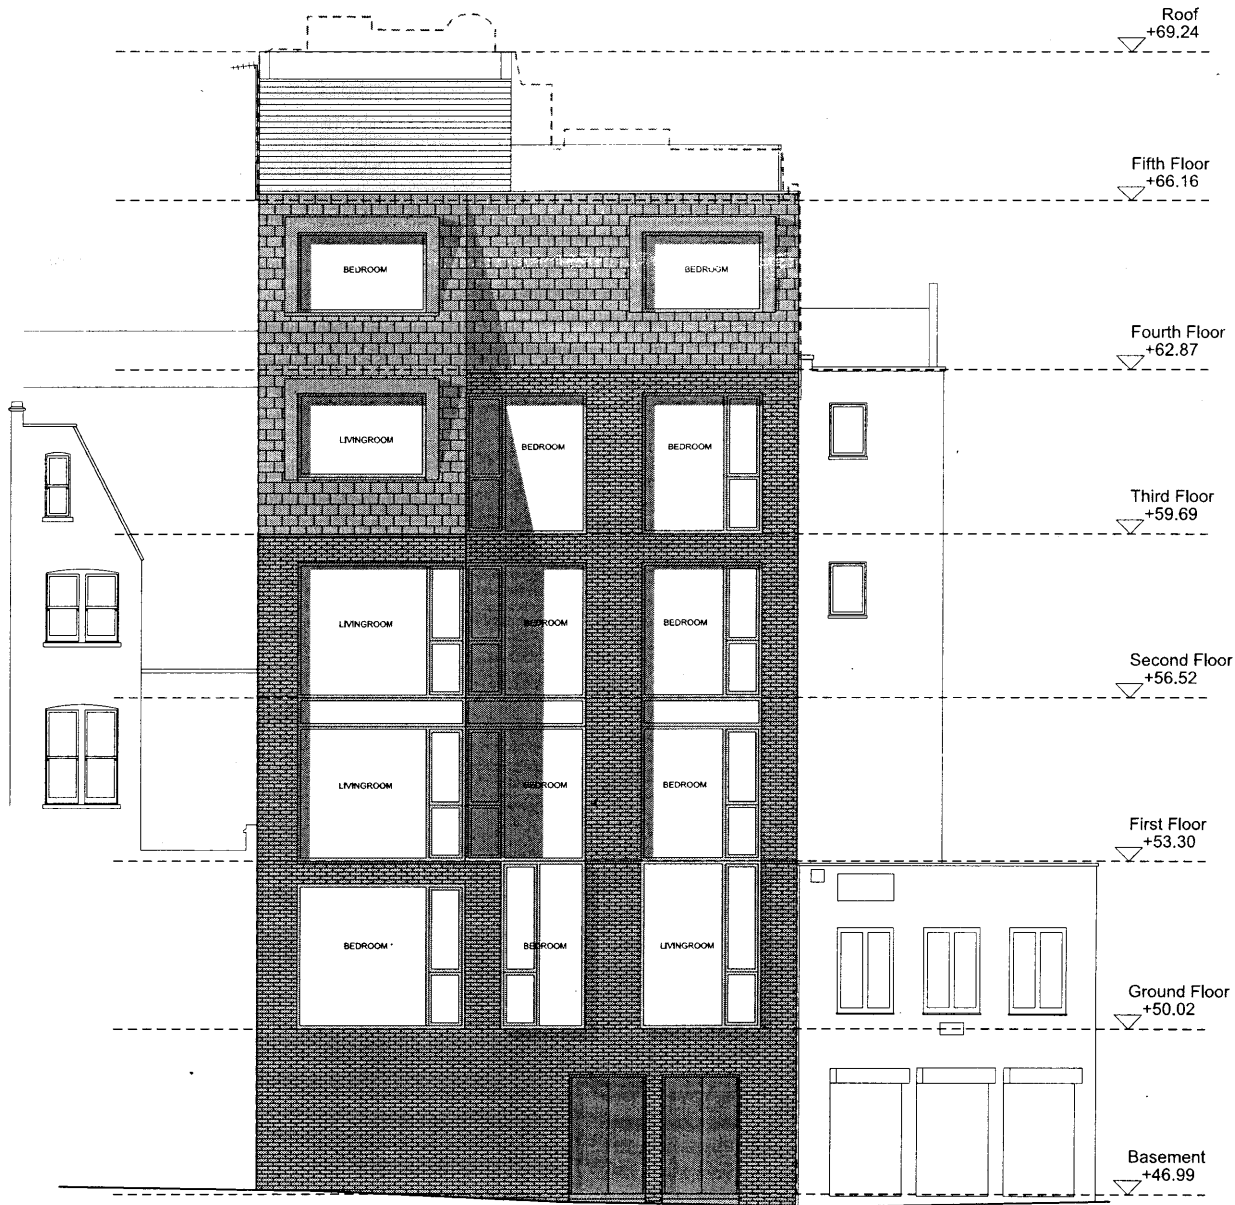 Roof
+69.24
Fifth Floor
+66.16
BEDROOM BEDROOM
Fourth Floor
+62.87
LIVINGROOM BEDROOM BEDROOM
Third Floor
+59.69
LIVINGROOM BEDROOM BEDROOM
Second Floor
+56.52
LIVINGROOM BEDROOM BEDROOM
First Floor
+53.30
BEDROOM BEDROOM LIVINGROOM
Ground Floor
+50.02
Basement
+46.99